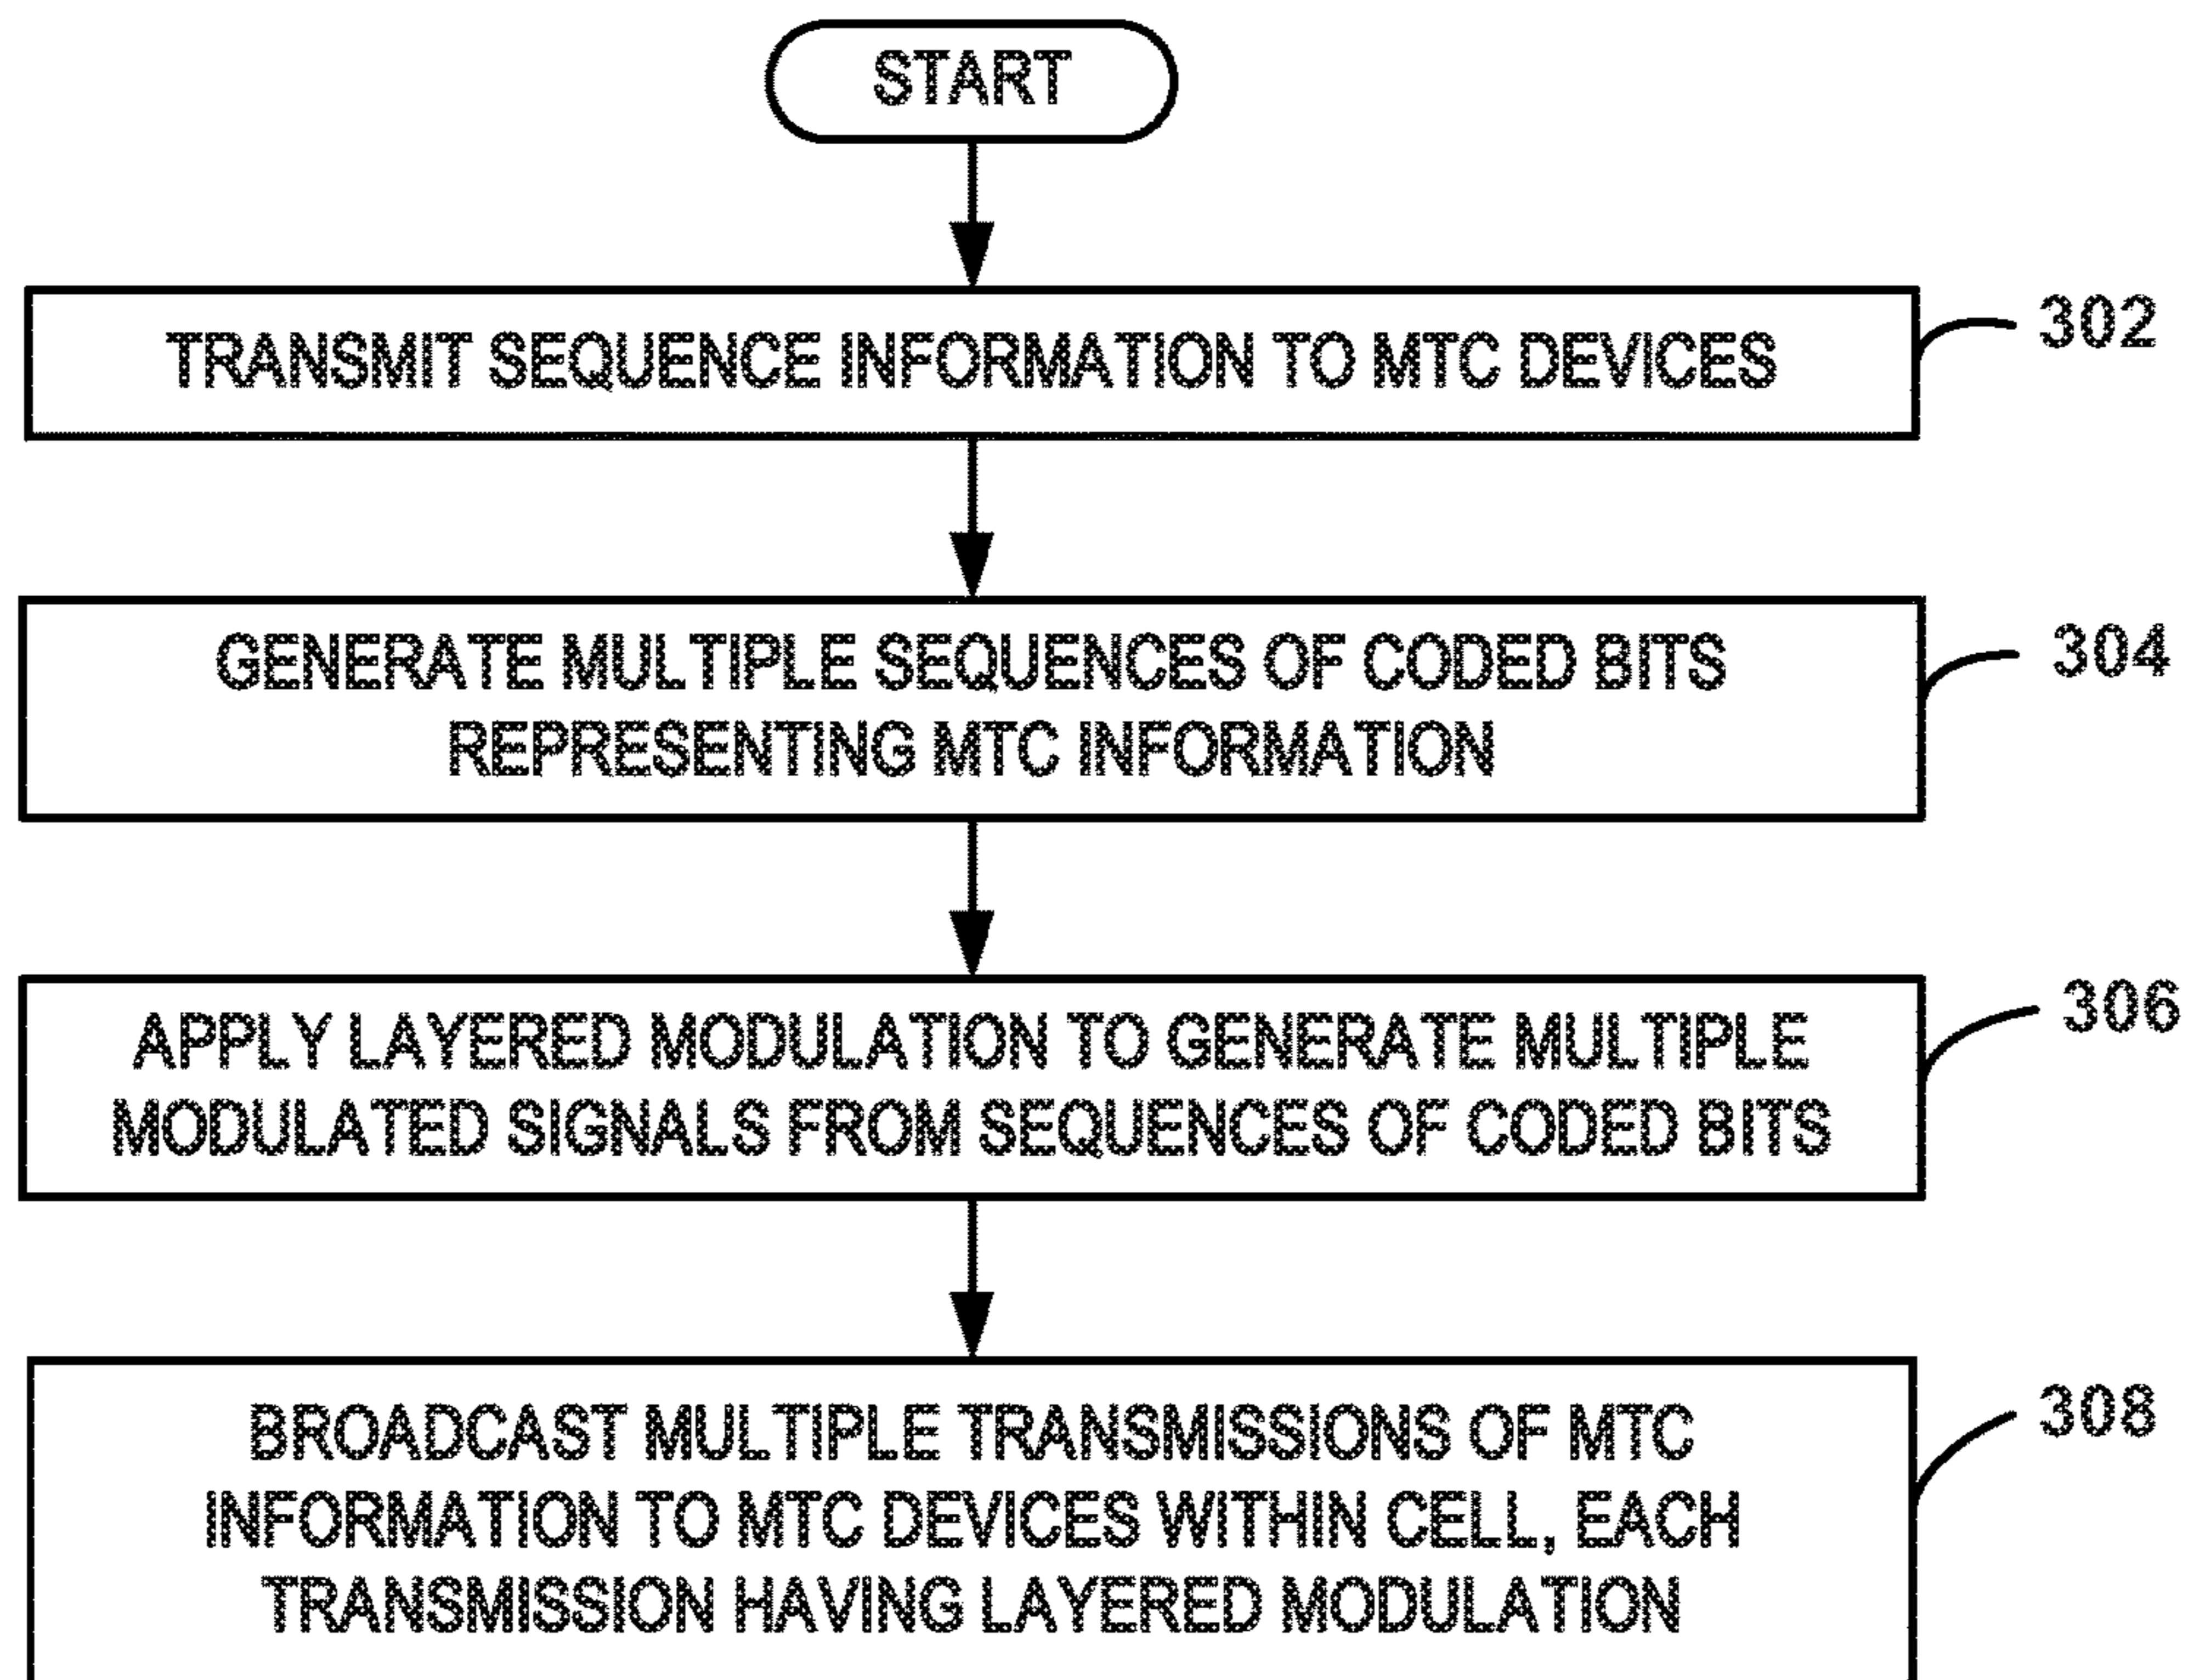 START
TRANSMIT SEQUENCE INFORMATION TO MTC DEVICES
302
GENERATE MULTIPLE SEQUENCES OF CODED BITS
REPRESENTING MTC INFORMATION
304
APPLY LAYERED MODULATION TO GENERATE MULTIPLE
MODULATED SIGNALS FROM SEQUENCES OF CODED BITS
306
BROADCAST MULTIPLE TRANSMISSIONS OF MTC
INFORMATION TO MTC DEVICES WITHIN CELL, EACH
TRANSMISSION HAVING LAYERED MODULATION
308